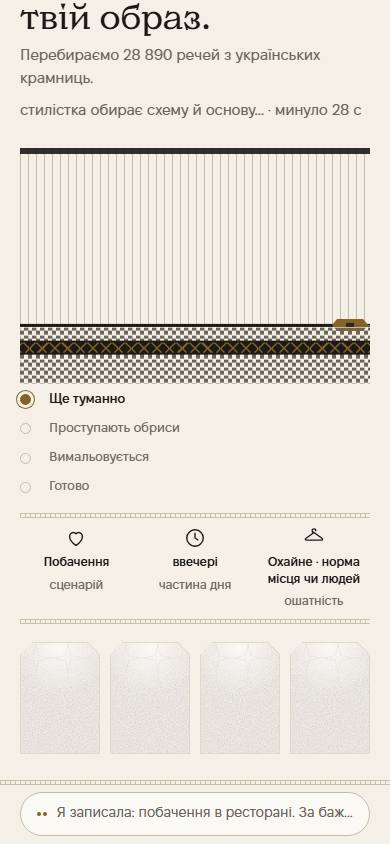 твій образ.
Перебираємо 28 890 речей з українських
крамниць.
стилістка обирає схему й основу... · минуло 28 с
Ще туманно
Проступають обриси
Вимальовується
Готово
Побачення
сценарій
ввечері
частина дня
Охайне · норма
місця чи людей
ошатність
Я записала: побачення в ресторані. За баж...